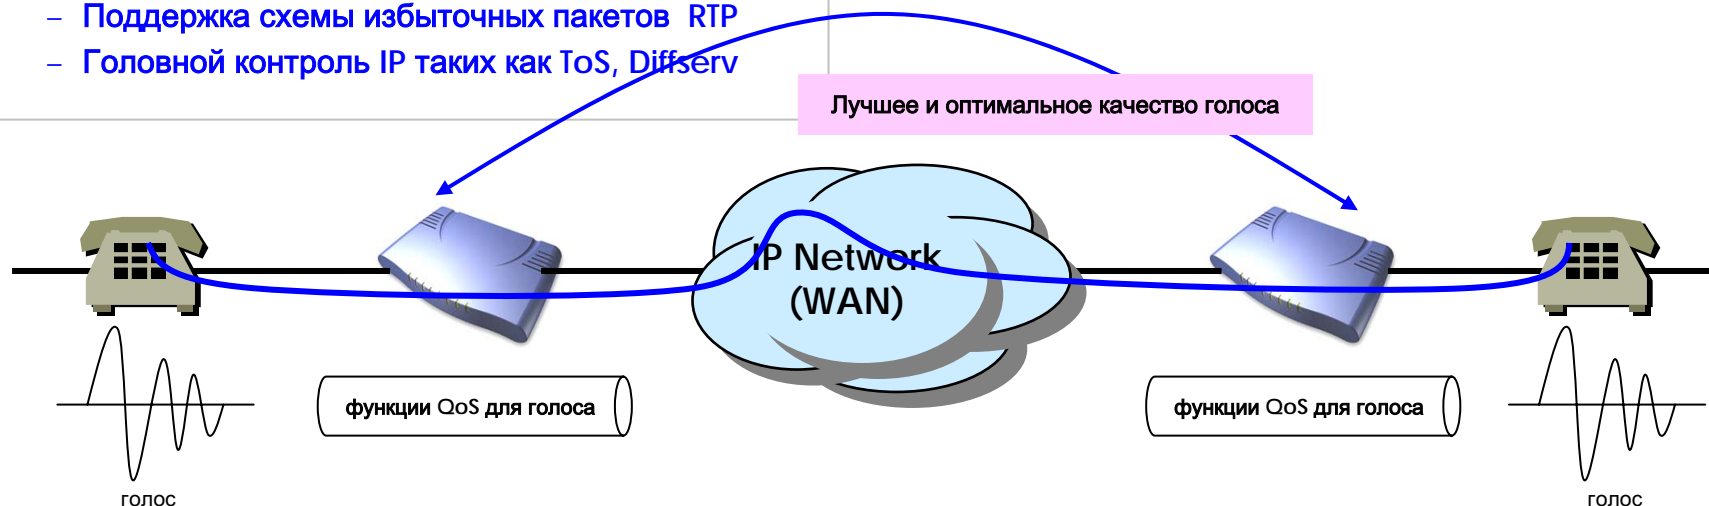 – Поддержка схемы избыточных пакетов RTP
– Головной контроль IP таких как ToS, Diffserv
Лучшее и оптимальное качество голоса
IP Network
(WAN)
функции QoS для голоса
функции QoS для голоса
голос
голос